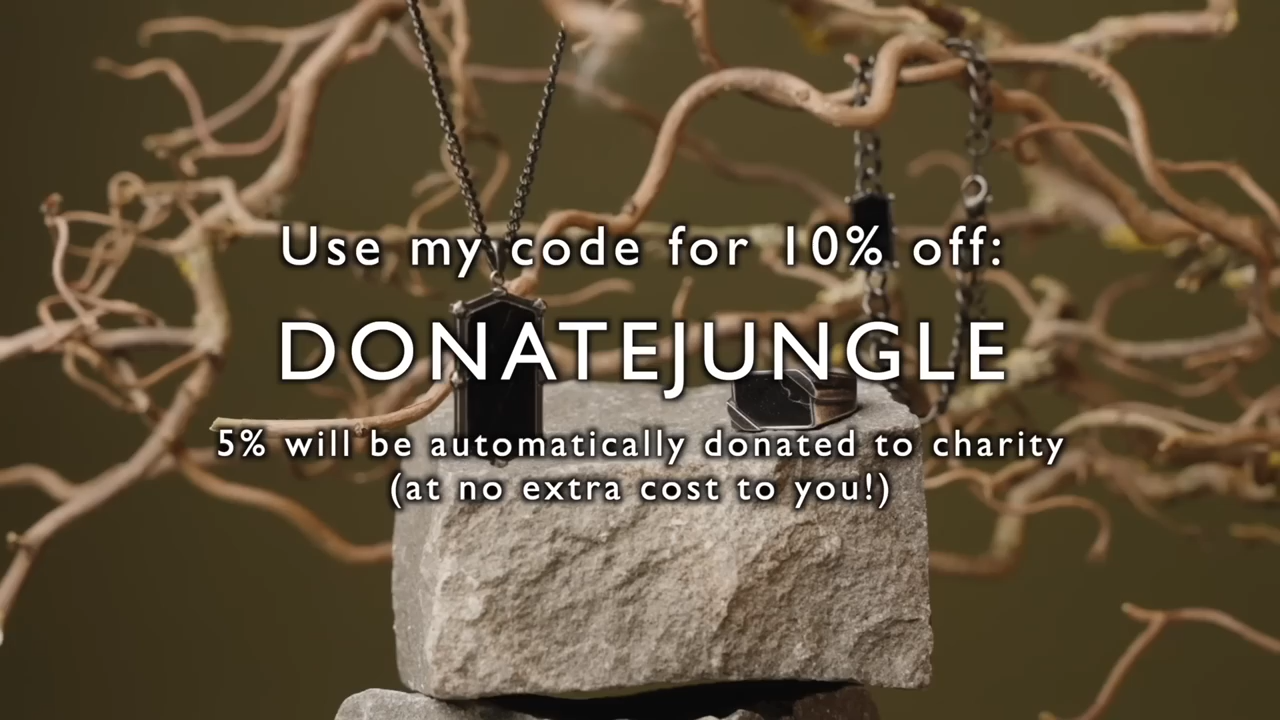 Use my code for 10% off:
DONATEJUNGLE
5% will be automatically donated to charity
(at no extra cost to you!)